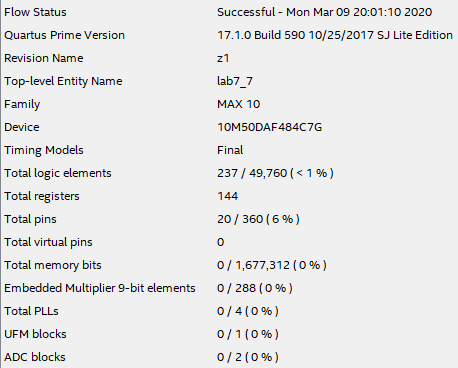 Flow Status Successful - Mon Mar 09 20:01:10 2020
Quartus Prime Version 17.1.0 Build 590 10/25/2017 SJ Lite Edition
Revision Name z1
Top-level Entity Name lab7_7
Family MAX 10
Device 10M50DAF484C7G
Timing Models Final
Total logic elements 237 / 49,760 ( < 1 % )
Total registers 144
Total pins 20 / 360 ( 6 % )
Total virtual pins 0
Total memory bits 0 / 1,677,312 ( 0 % )
Embedded Multiplier 9-bit elements 0 / 288 ( 0 % )
Total PLLs 0 / 4 ( 0 % )
UFM blocks 0 / 1 ( 0 % )
ADC blocks 0 / 2 ( 0 % )